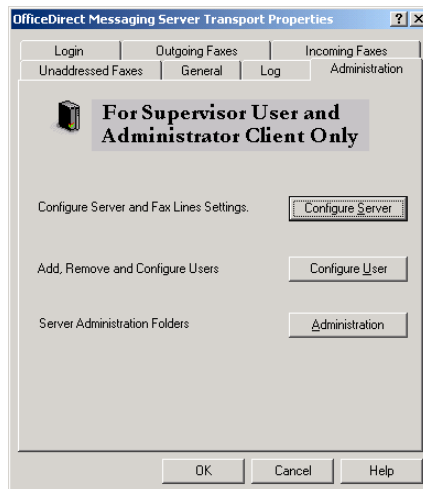 OfficeDirect Messaging Server Transport Properties ? X
Login Outgoing Faxes Incoming Faxes
Unaddressed Faxes General Log Administration
For Supervisor User and
Administrator Client Only
Configure Server and Fax Lines Settings. Configure Server
Add, Remove and Configure Users Configure User
Server Administration Folders Administration
OK Cancel Help